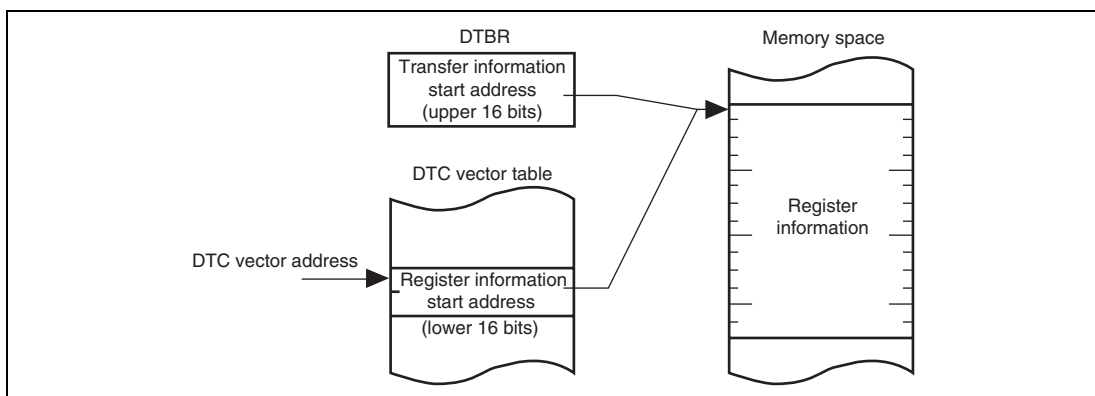 DTBR
Transfer information
start address
(upper 16 bits)
Memory space
DTC vector table
DTC vector address
Register information
start address
(lower 16 bits)
Register
information